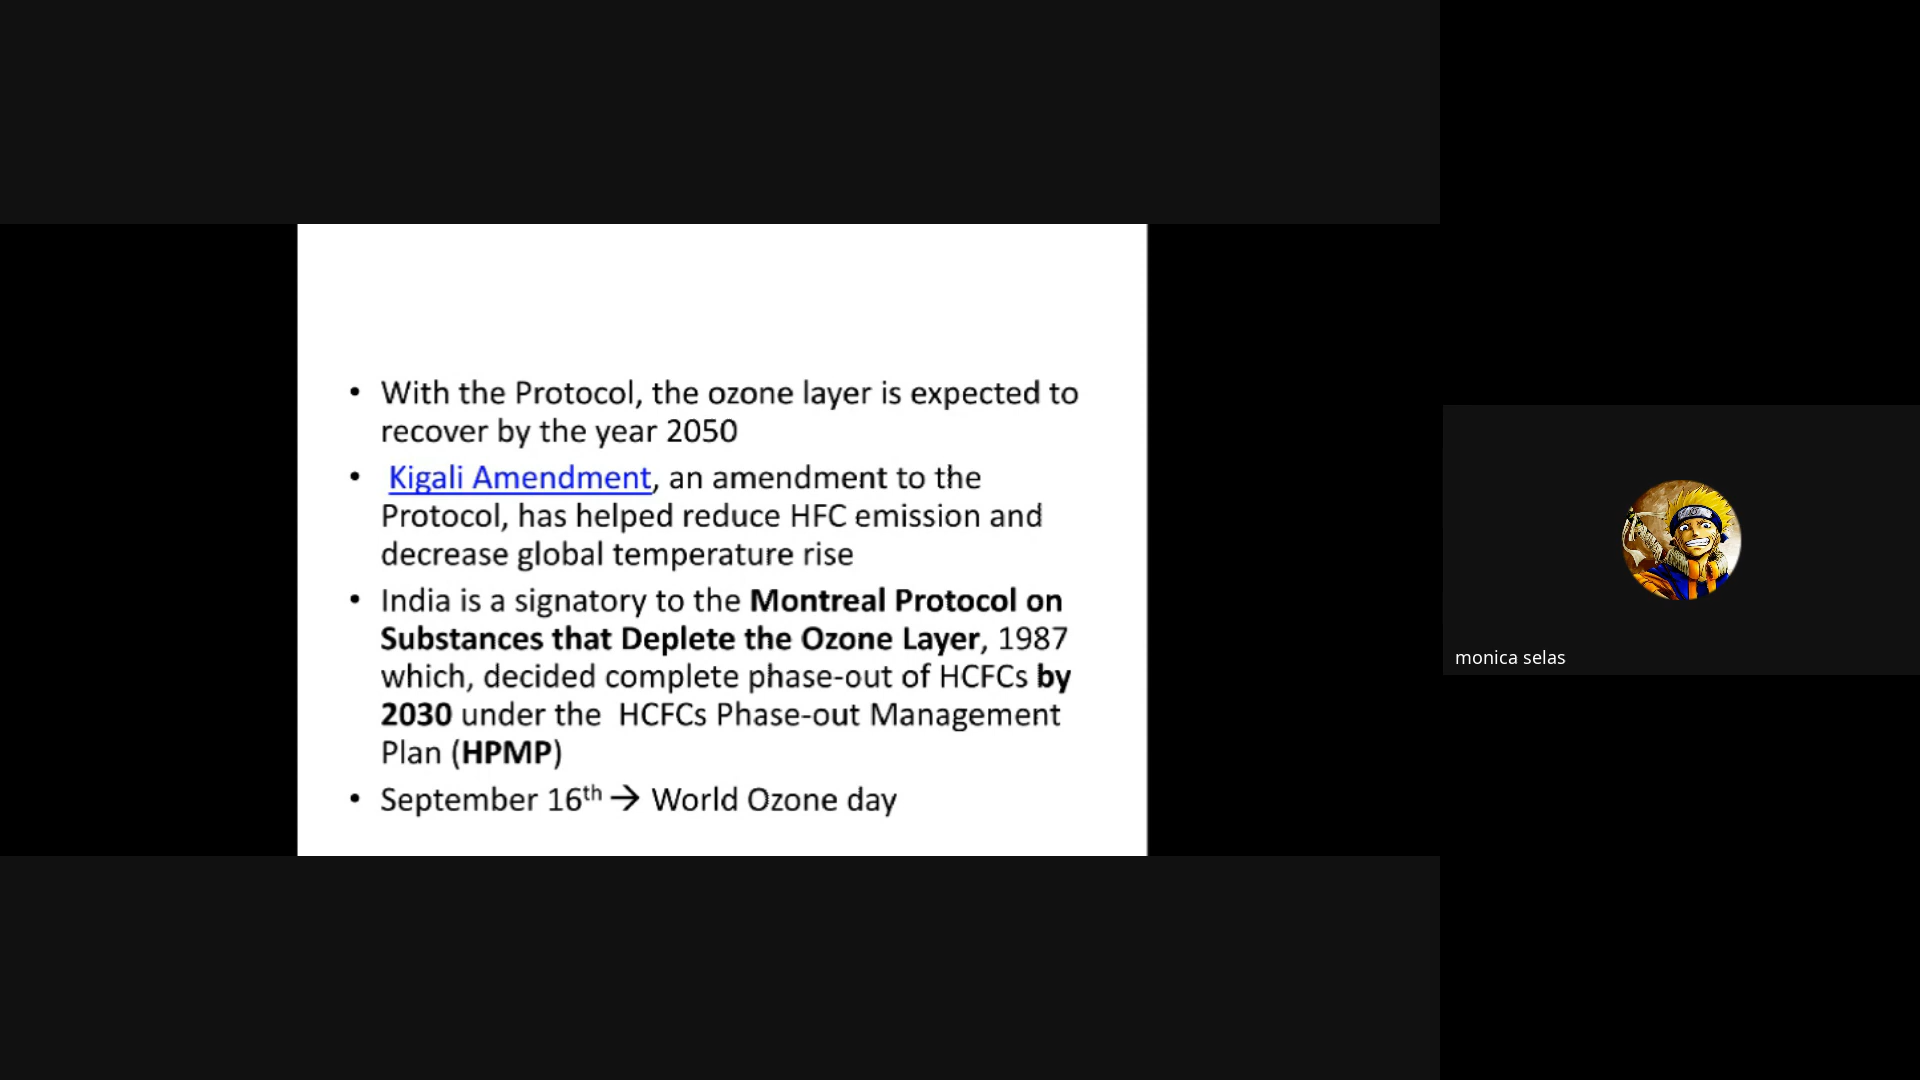 • With the Protocol, the ozone layer is expected to
recover by the year 2050
• Kigali Amendment, an amendment to the
Protocol, has helped reduce HFC emission and
decrease global temperature rise
• India is a signatory to the Montreal Protocol on
Substances that Deplete the Ozone Layer, 1987
which, decided complete phase-out of HCFCs by
2030 under the  HCFCs Phase-out Management
Plan (HPMP)
• September 16th → World Ozone day
monica selas